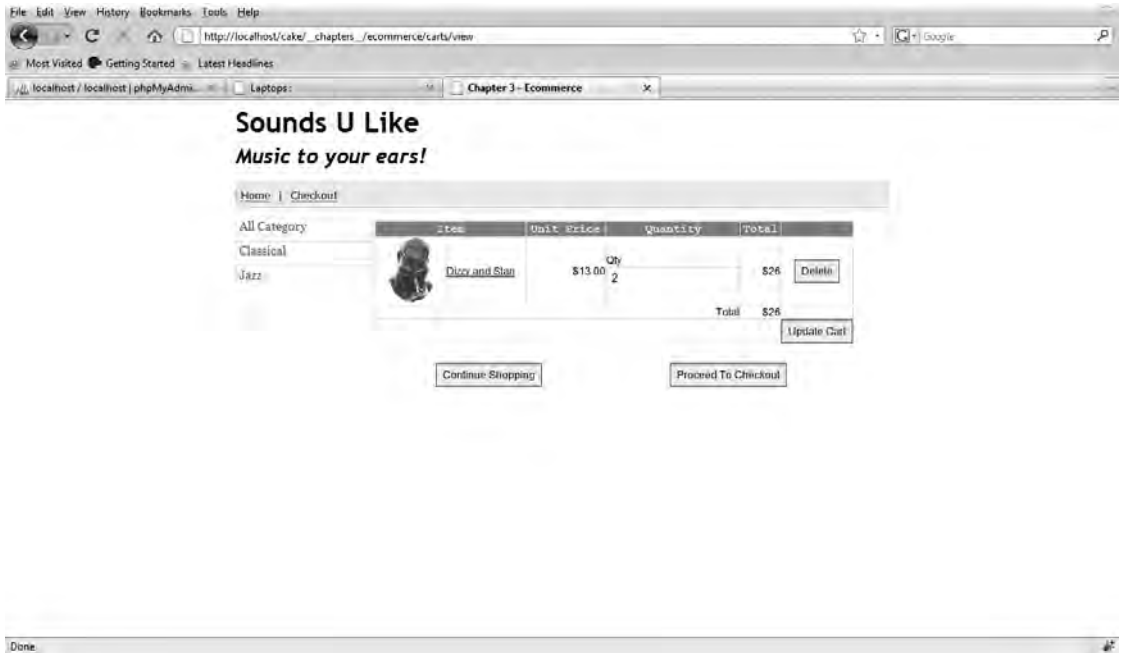 File Edit View History Bookmarks Tools Help
http://localhost/cake/_chapters_/ecommerce/carts/view
Google
Most Visited Getting Started Latest Headlines
localhost / localhost | phpMyAdmi...
Laptops:
Chapter 3 - Ecommerce
Sounds U Like
Music to your ears!
Home | Checkout
All Category
Classical
Jazz
Item Unit Price Quantity Total
Qty
Dizzy and Stan $13.00 2 $26 Delete
Total $26
Update Cart
Continue Shopping Proceed To Checkout
Done